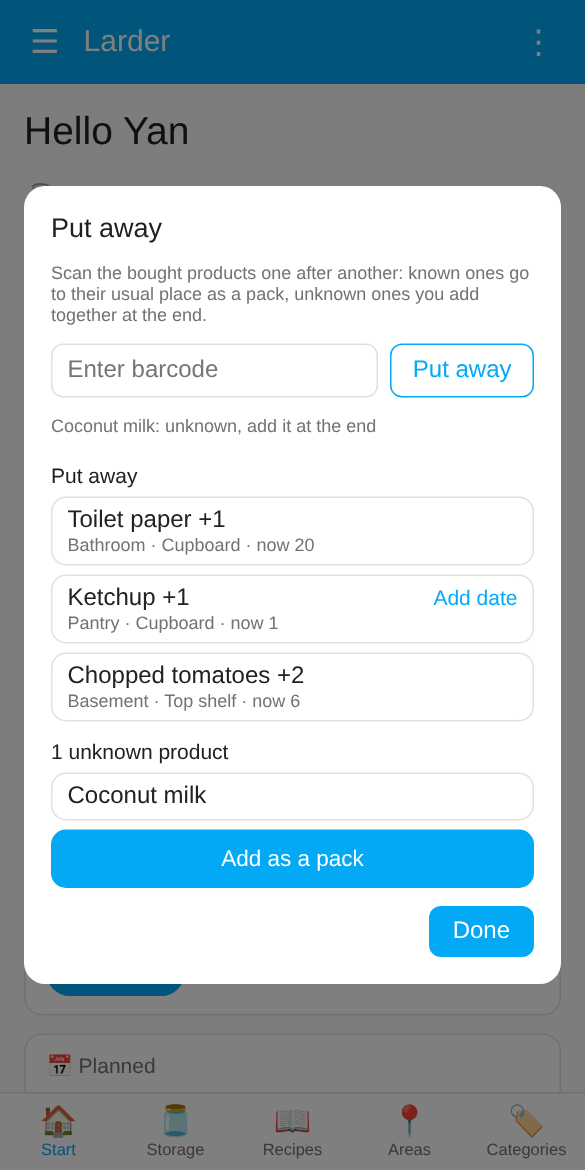 Larder
Hello Yan
Put away
Scan the bought products one after another: known ones go
to their usual place as a pack, unknown ones you add
together at the end.
Enter barcode
Put away
Coconut milk: unknown, add it at the end
Put away
Toilet paper +1
Bathroom · Cupboard · now 20
Ketchup +1
Add date
Pantry · Cupboard · now 1
Chopped tomatoes +2
Basement · Top shelf · now 6
1 unknown product
Coconut milk
Add as a pack
Done
Planned
Start
Storage
Recipes
Areas
Categories